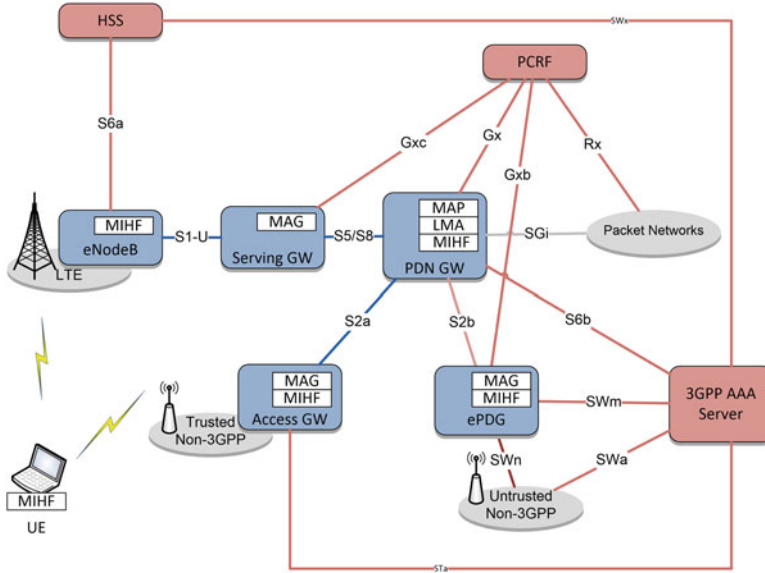 HSS
SWx
PCRF
S6a
Gxc
Gx
Gxb
Rx
MIHF
eNodeB
LTE
S1-U
MAG
Serving GW
S5/S8
MAP
LMA
MIHF
PDN GW
SGi
Packet Networks
S2a
S2b
S6b
MAG
MIHF
Access GW
Trusted
Non-3GPP
MAG
MIHF
ePDG
SWm
3GPP AAA
Server
SWn
SWa
Untrusted
Non-3GPP
MIHF
UE
STa